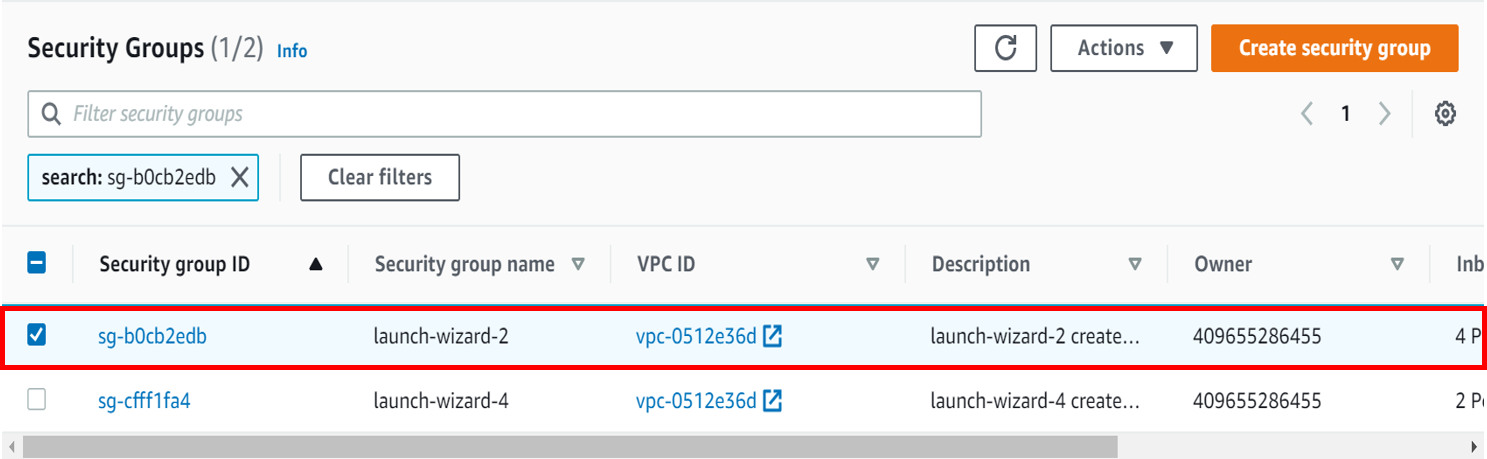 Security Groups (1/2) Info
Actions
Create security group
Filter security groups
1
search: sg-b0cb2edb
Clear filters
Security group ID Security group name VPC ID Description Owner Inb
sg-b0cb2edb launch-wizard-2 vpc-0512e36d launch-wizard-2 create... 409655286455 4 P
sg-cfff1fa4 launch-wizard-4 vpc-0512e36d launch-wizard-4 create... 409655286455 2 Pe